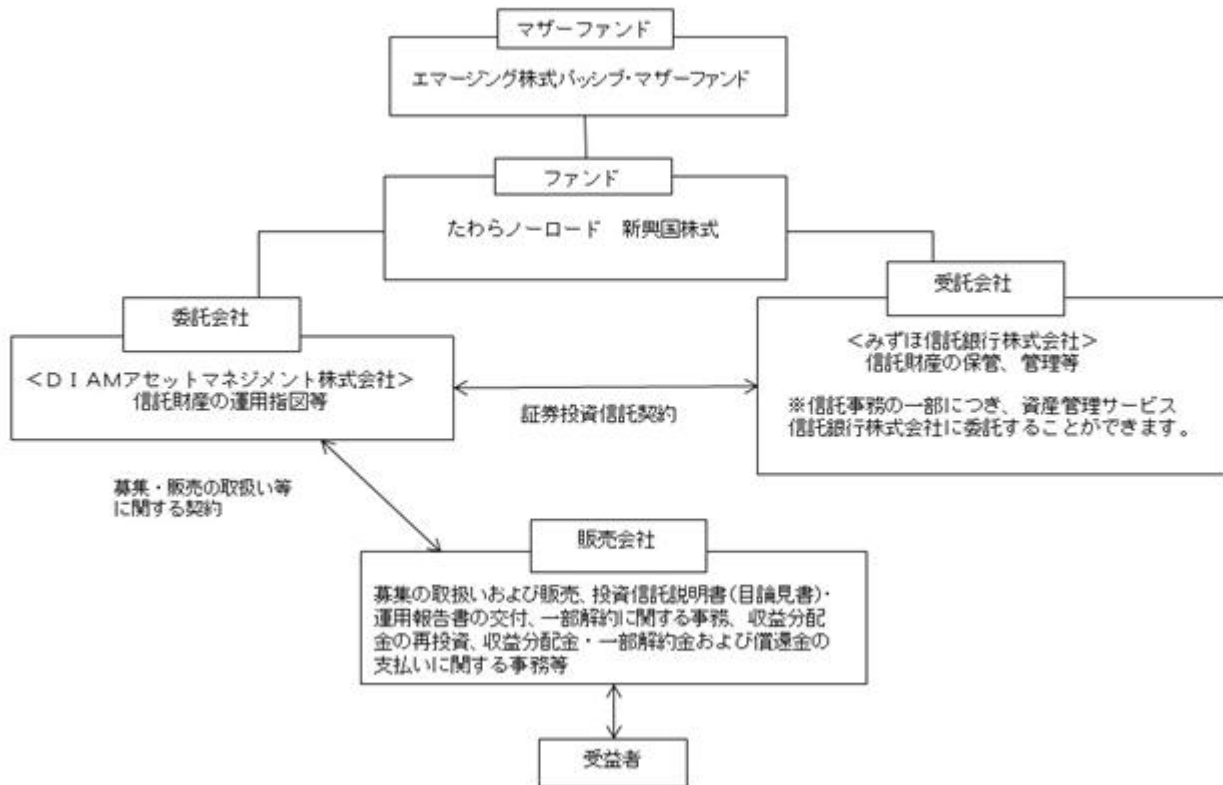 マザーファンド
エマージング株式パッシブ・マザーファンド
ファンド
たわらノーロード　新興国株式
委託会社
＜ＤＩＡＭアセットマネジメント株式会社＞
信託財産の運用指図等
受託会社
＜みずほ信託銀行株式会社＞
信託財産の保管、管理等
※信託事務の一部につき、資産管理サービス
信託銀行株式会社に委託することができます。
証券投資信託契約
募集・販売の取扱い等
に関する契約
販売会社
募集の取扱いおよび販売、投資信託説明書（目論見書）・
運用報告書の交付、一部解約に関する事務、収益分配
金の再投資、収益分配金・一部解約金および償還金の
支払いに関する事務等
受益者